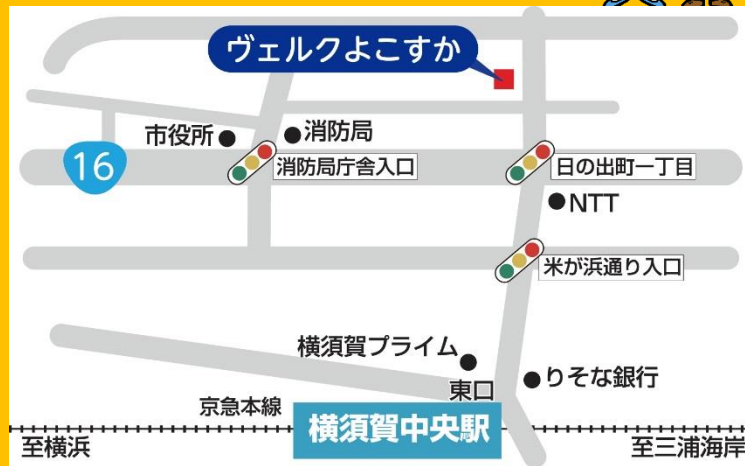 ヴェルクよこすか
市役所
消防局
16
消防局庁舎入口
日の出町一丁目
NTT
米が浜通り入口
横須賀プライム
東口
りそな銀行
京急本線
横須賀中央駅
至横浜
至三浦海岸